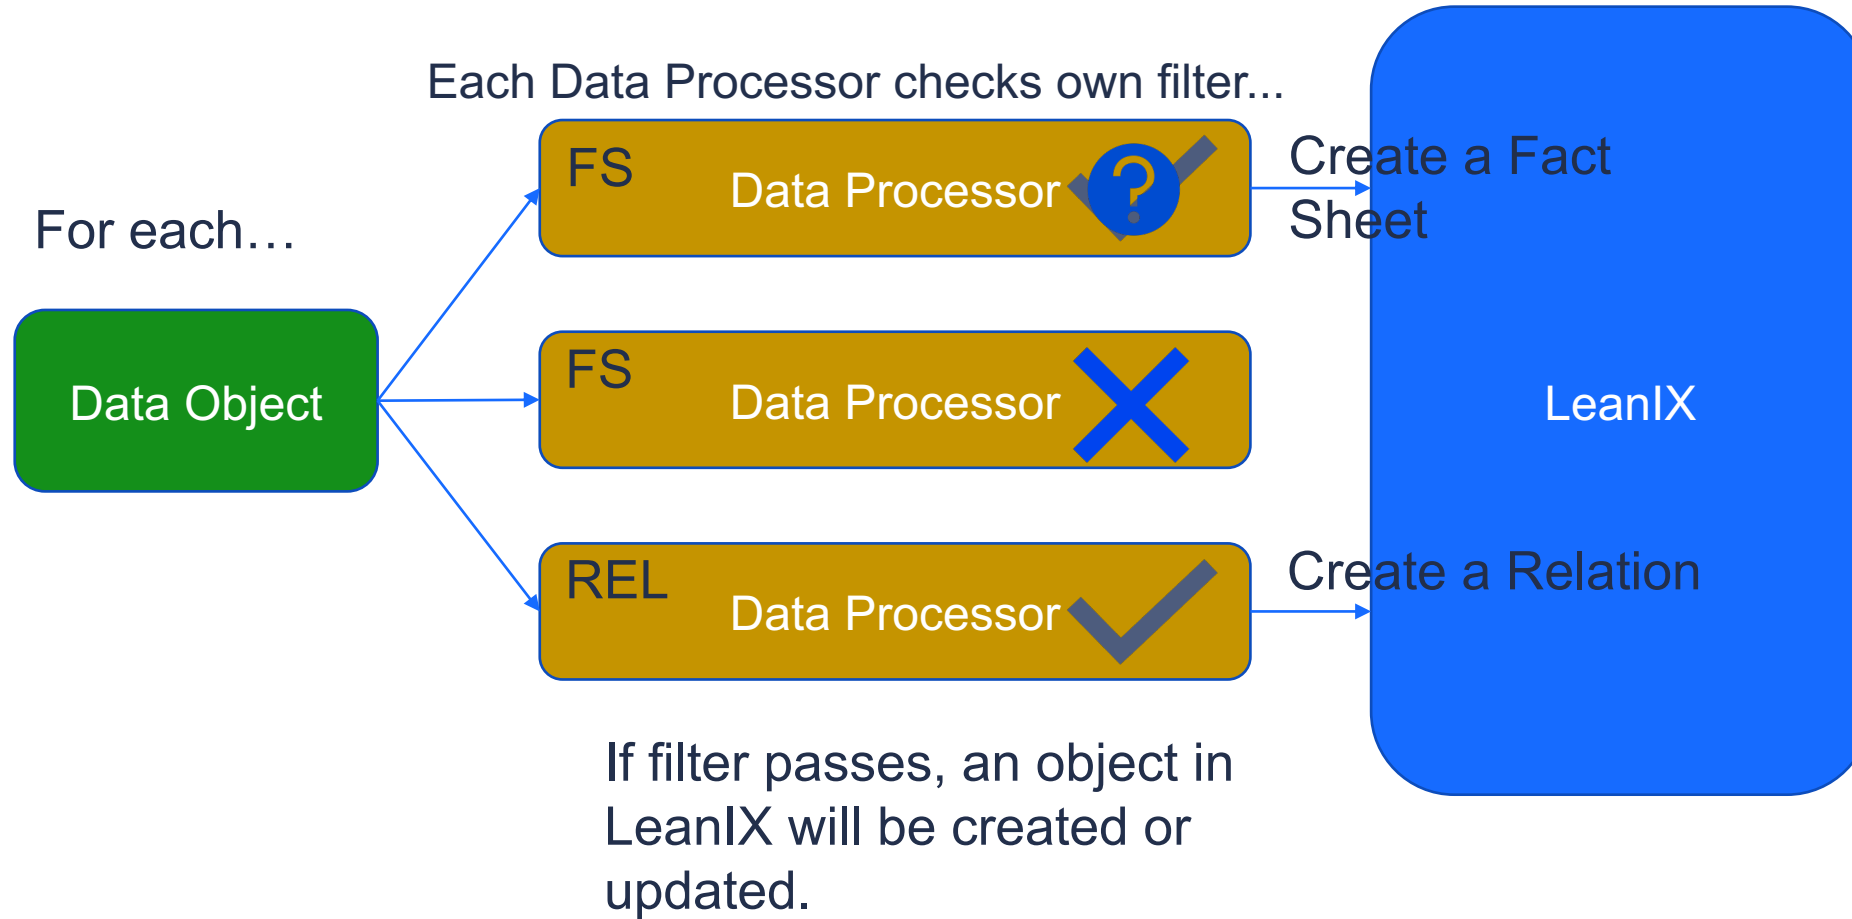 Each Data Processor checks own filter...
FS
Data Processor
?
Create a Fact
Sheet
For each…
Data Object
FS
Data Processor
LeanIX
REL
Data Processor
Create a Relation
If filter passes, an object in
LeanIX will be created or
updated.